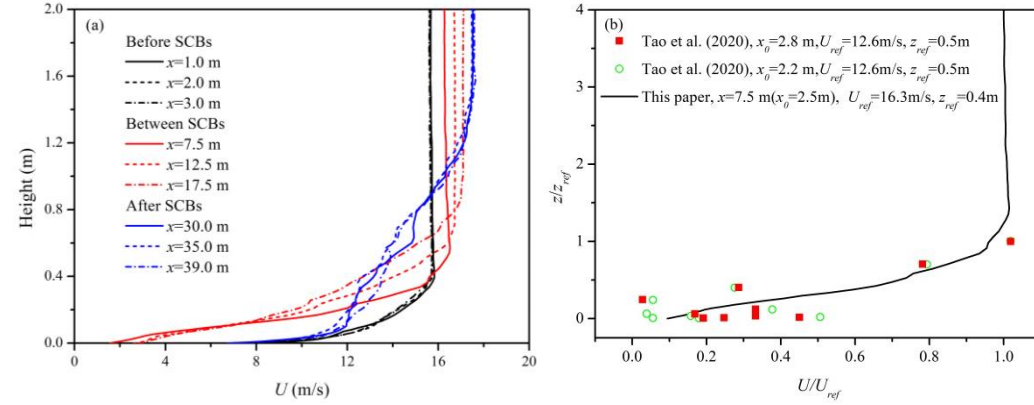 (a)
Before SCBs
x=1.0 m
x=2.0 m
x=3.0 m
Between SCBs
x=7.5 m
x=12.5 m
x=17.5 m
After SCBs
x=30.0 m
x=35.0 m
x=39.0 m
Height (m)
2.0
1.6
1.2
0.8
0.4
0.0
0 4 8 12 16 20
U (m/s)
(b)
Tao et al. (2020), x0=2.8 m,Uref=12.6m/s, zref=0.5m
Tao et al. (2020), x0=2.2 m,Uref=12.6m/s, zref=0.5m
This paper, x=7.5 m(x0=2.5m), Uref=16.3m/s, zref=0.4m
z/zref
4
3
2
1
0
0.0 0.2 0.4 0.6 0.8 1.0
U/Uref